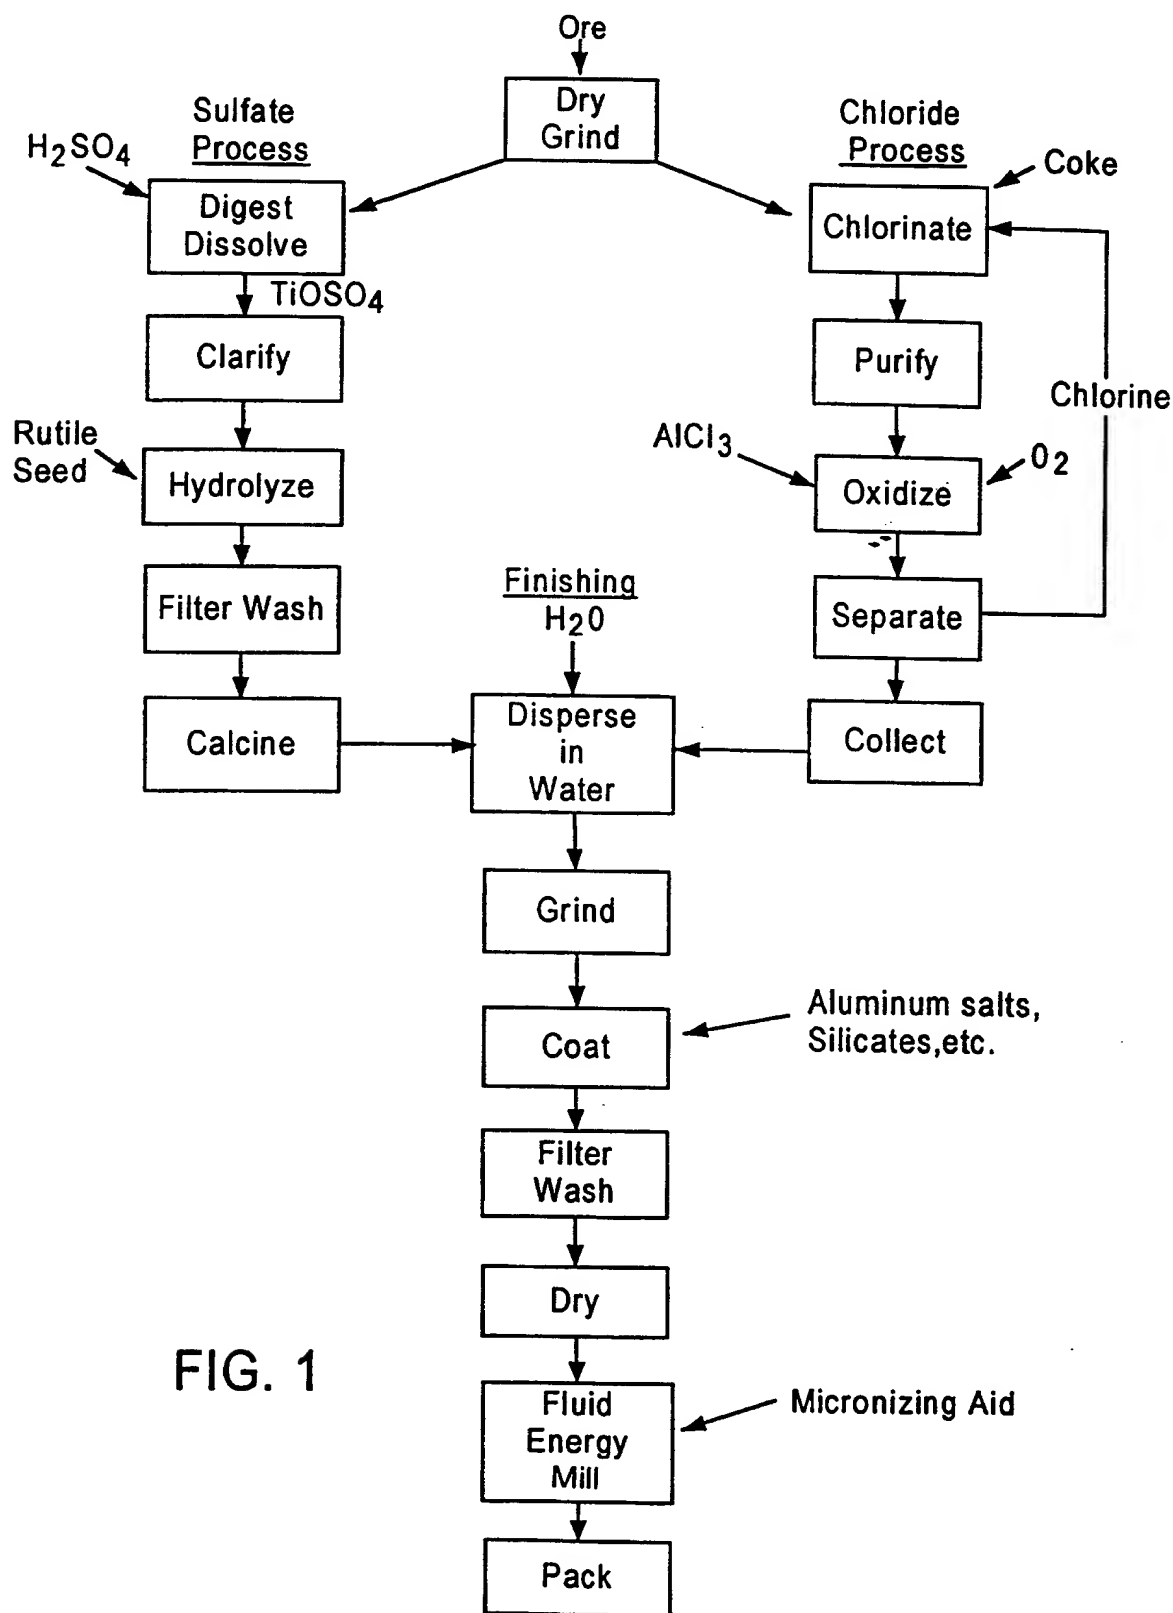 Ore
Dry
Grind
Sulfate
Process
H2SO4
Digest
Dissolve
TiOSO4
Clarify
Rutile
Seed
Hydrolyze
Filter Wash
Calcine
Chloride
Process
Coke
Chlorinate
Purify
Chlorine
AlCl3
O2
Oxidize
Separate
Collect
Finishing
H2O
Disperse
in
Water
Grind
Coat
Aluminum salts,
Silicates,etc.
Filter
Wash
Dry
Fluid
Energy
Mill
Micronizing Aid
Pack
FIG. 1